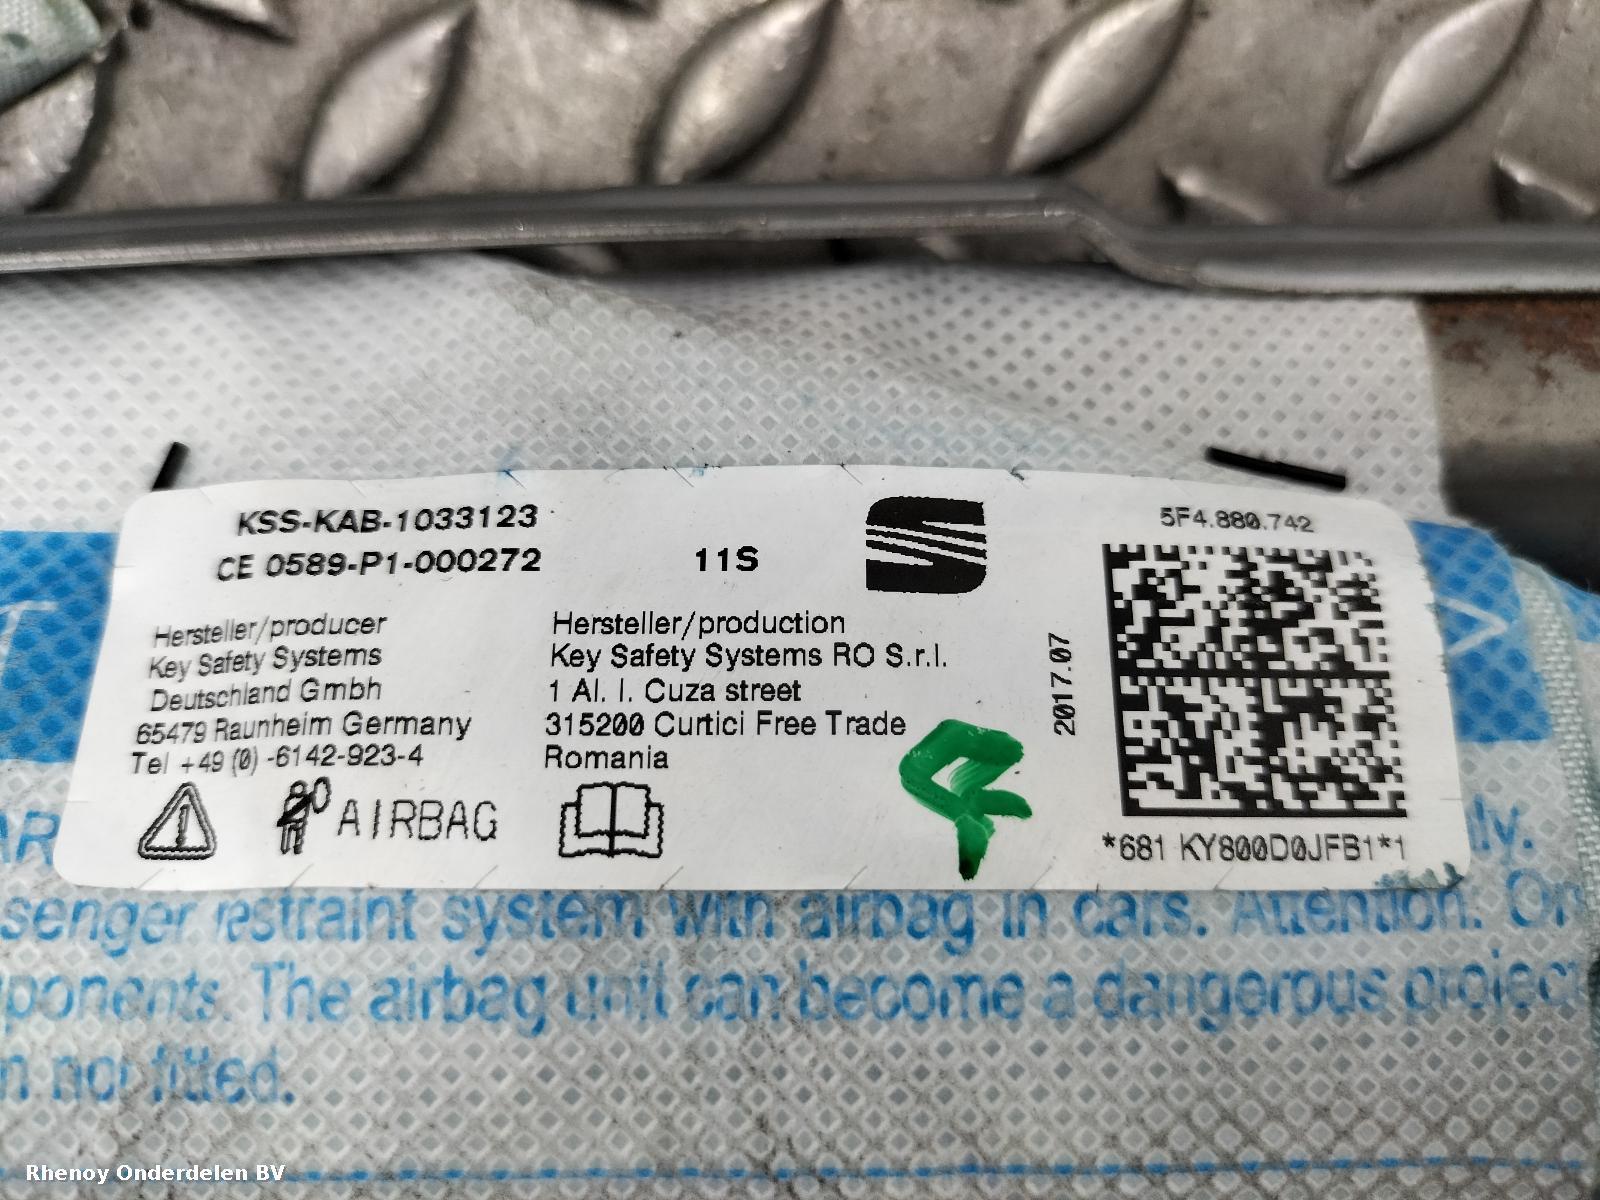 KSS-KAB-1033123
CE 0589-P1-000272
11S
5F4.880.742
Hersteller/producer
Key Safety Systems
Deutschland Gmbh
65479 Raunheim Germany
Tel +49 (0) -6142-923-4
Hersteller/production
Key Safety Systems RO S.r.l.
1 Al. I. Cuza street
315200 Curtici Free Trade
Romania
2017.07
AIRBAG
*681 KY800D0JFB1*1
senger restraint system with airbag in cars. Attention. On
ponents. The airbag unit can become a dangerous project
n not fitted.
Rhenoy Onderdelen BV